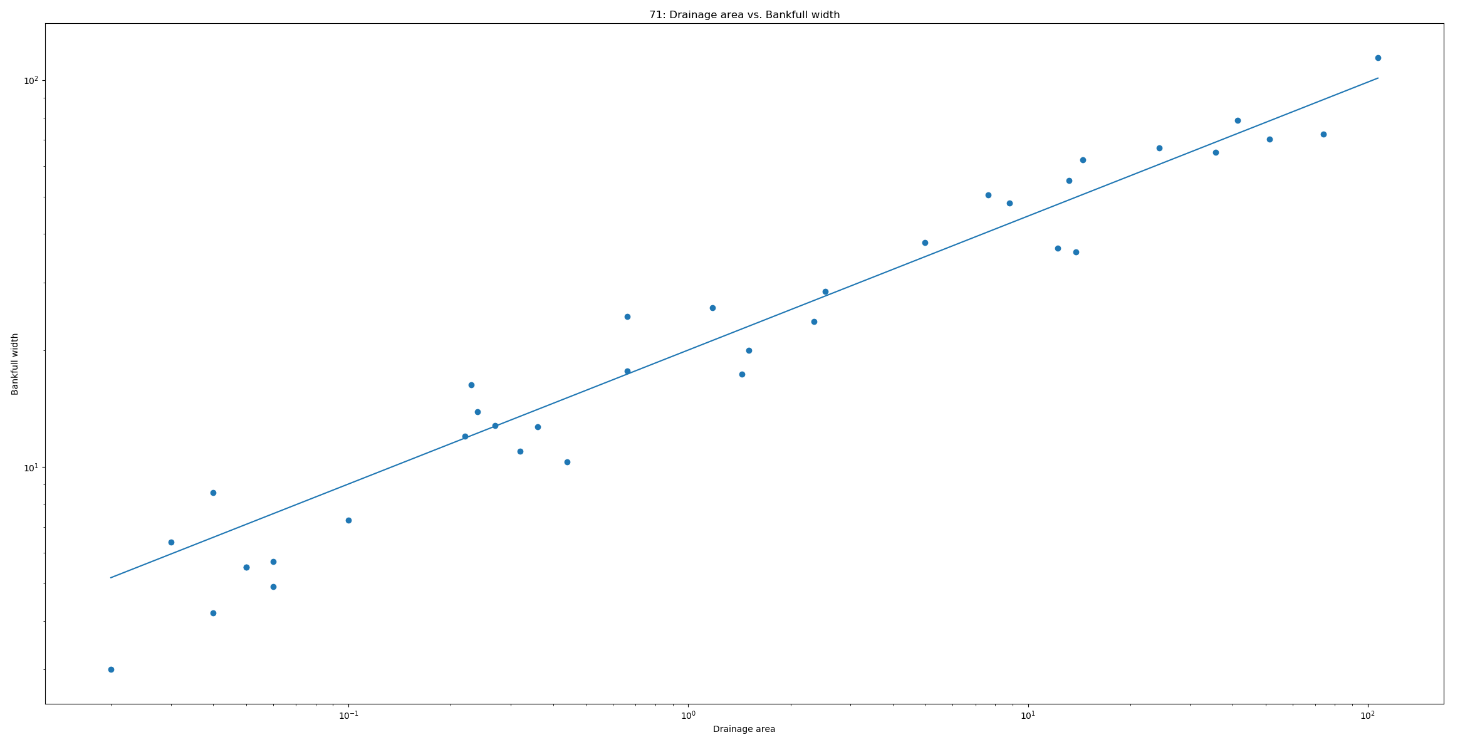 71: Drainage area vs. Bankfull width
10²
10¹
Bankfull width
10⁻¹
10⁰
10¹
10²
Drainage area